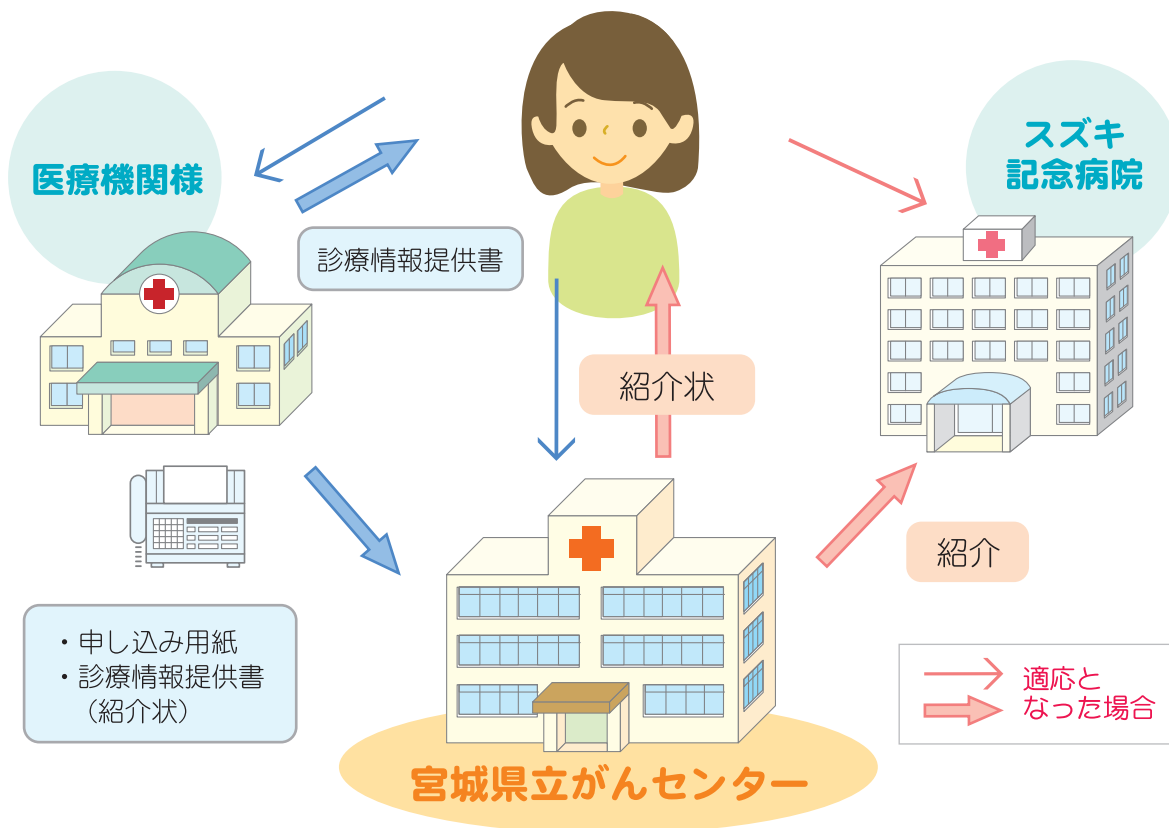 医療機関様
スズキ
記念病院
診療情報提供書
紹介状
紹介
・申し込み用紙
・診療情報提供書
（紹介状）
適応と
なった場合
宮城県立がんセンター